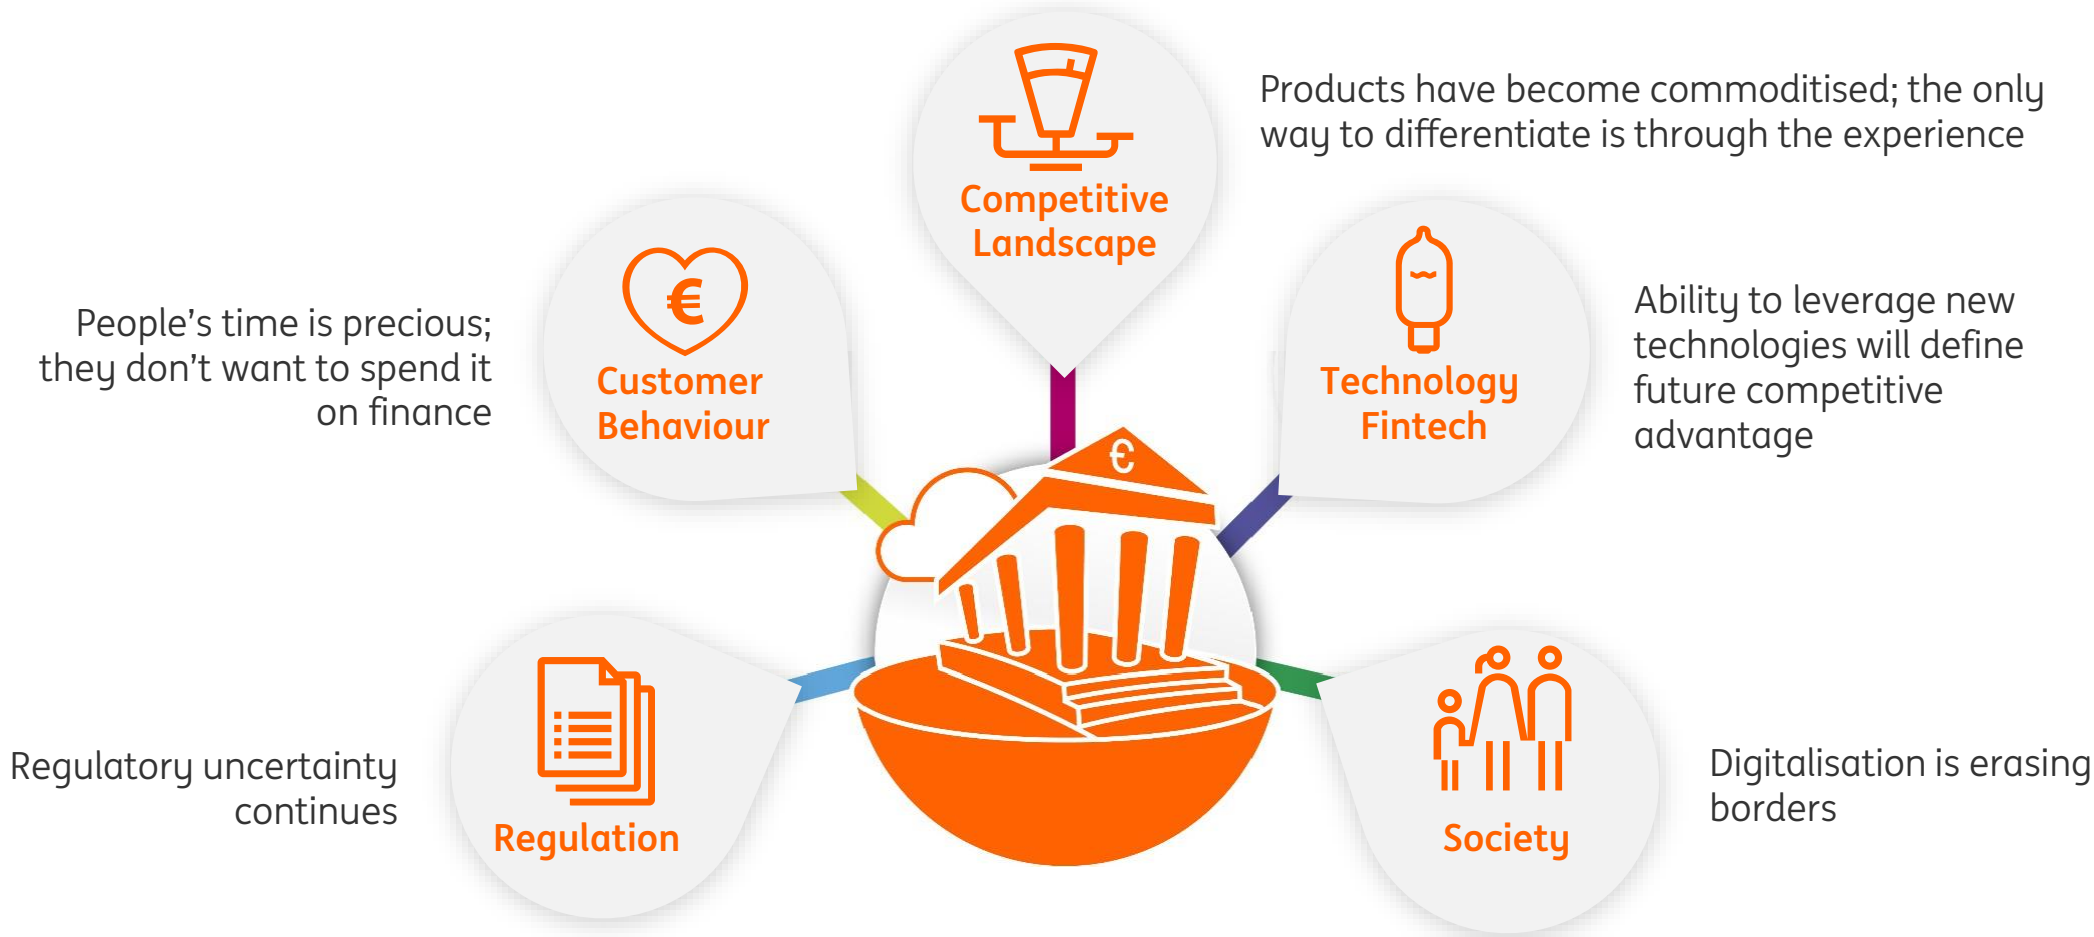 Products have become commoditised; the only
way to differentiate is through the experience
Competitive
Landscape
People’s time is precious;
they don’t want to spend it
on finance
€
Customer
Behaviour
Technology
Fintech
Ability to leverage new
technologies will define
future competitive
advantage
€
Regulatory uncertainty
continues
Regulation
Society
Digitalisation is erasing
borders